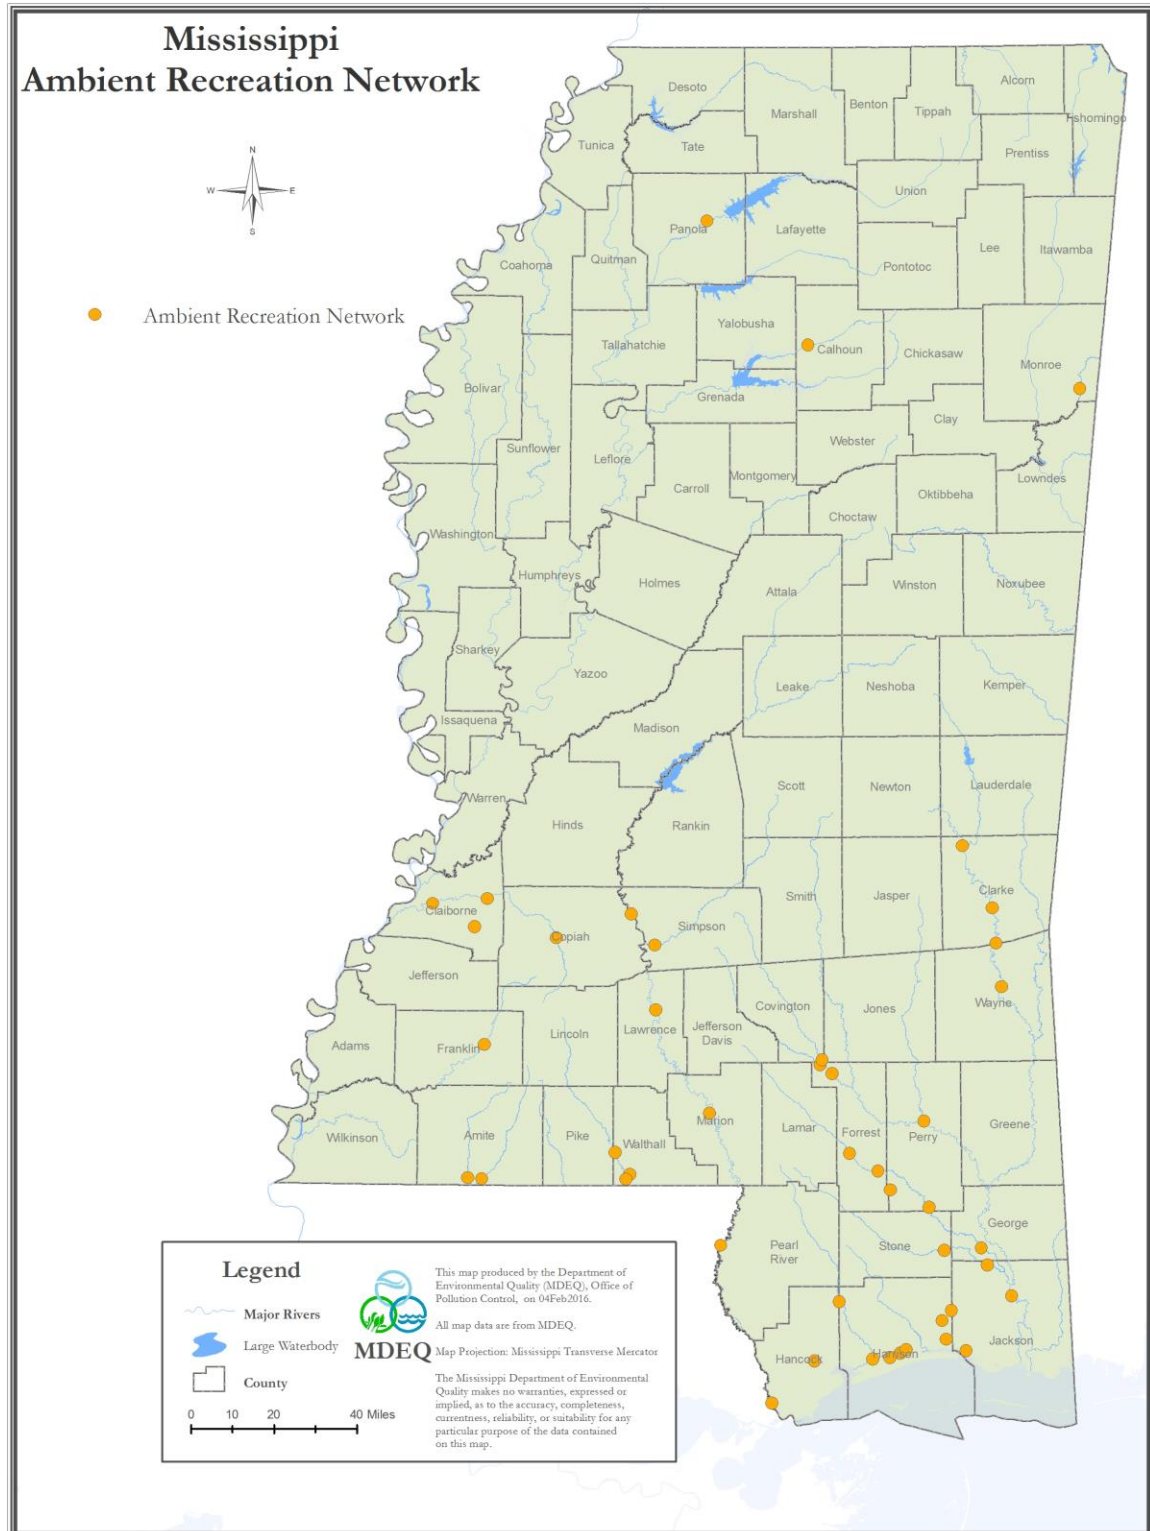 Mississippi
Ambient Recreation Network
N
W E
S
Ambient Recreation Network
Desoto
Marshall
Benton
Tippah
Alcorn
Tishomingo
Tunica
Tate
Prentiss
Union
Panola
Lafayette
Coahoma
Quitman
Pontotoc
Lee
Itawamba
Yalobusha
Tallahatchie
Calhoun
Chickasaw
Monroe
Bolivar
Grenada
Clay
Sunflower
Leflore
Carroll
Montgomery
Webster
Oktibbeha
Lowndes
Choctaw
Washington
Humphreys
Holmes
Attala
Winston
Noxubee
Sharkey
Yazoo
Leake
Neshoba
Kemper
Issaquena
Madison
Warren
Hinds
Rankin
Scott
Newton
Lauderdale
Claiborne
Copiah
Simpson
Smith
Jasper
Clarke
Jefferson
Adams
Franklin
Lincoln
Lawrence
Jefferson
Davis
Covington
Jones
Wayne
Wilkinson
Amite
Pike
Walthall
Marion
Lamar
Forrest
Perry
Greene
Pearl
River
Stone
George
Hancock
Harrison
Jackson
Legend
Major Rivers
Large Waterbody
County
0 10 20 40 Miles
MDEQ
This map produced by the Department of
Environmental Quality (MDEQ), Office of
Pollution Control, on 04Feb2016.
All map data are from MDEQ.
Map Projection: Mississippi Transverse Mercator
The Mississippi Department of Environmental
Quality makes no warranties, expressed or
implied, as to the accuracy, completeness,
currentness, reliability, or suitability for any
particular purpose of the data contained
on this map.